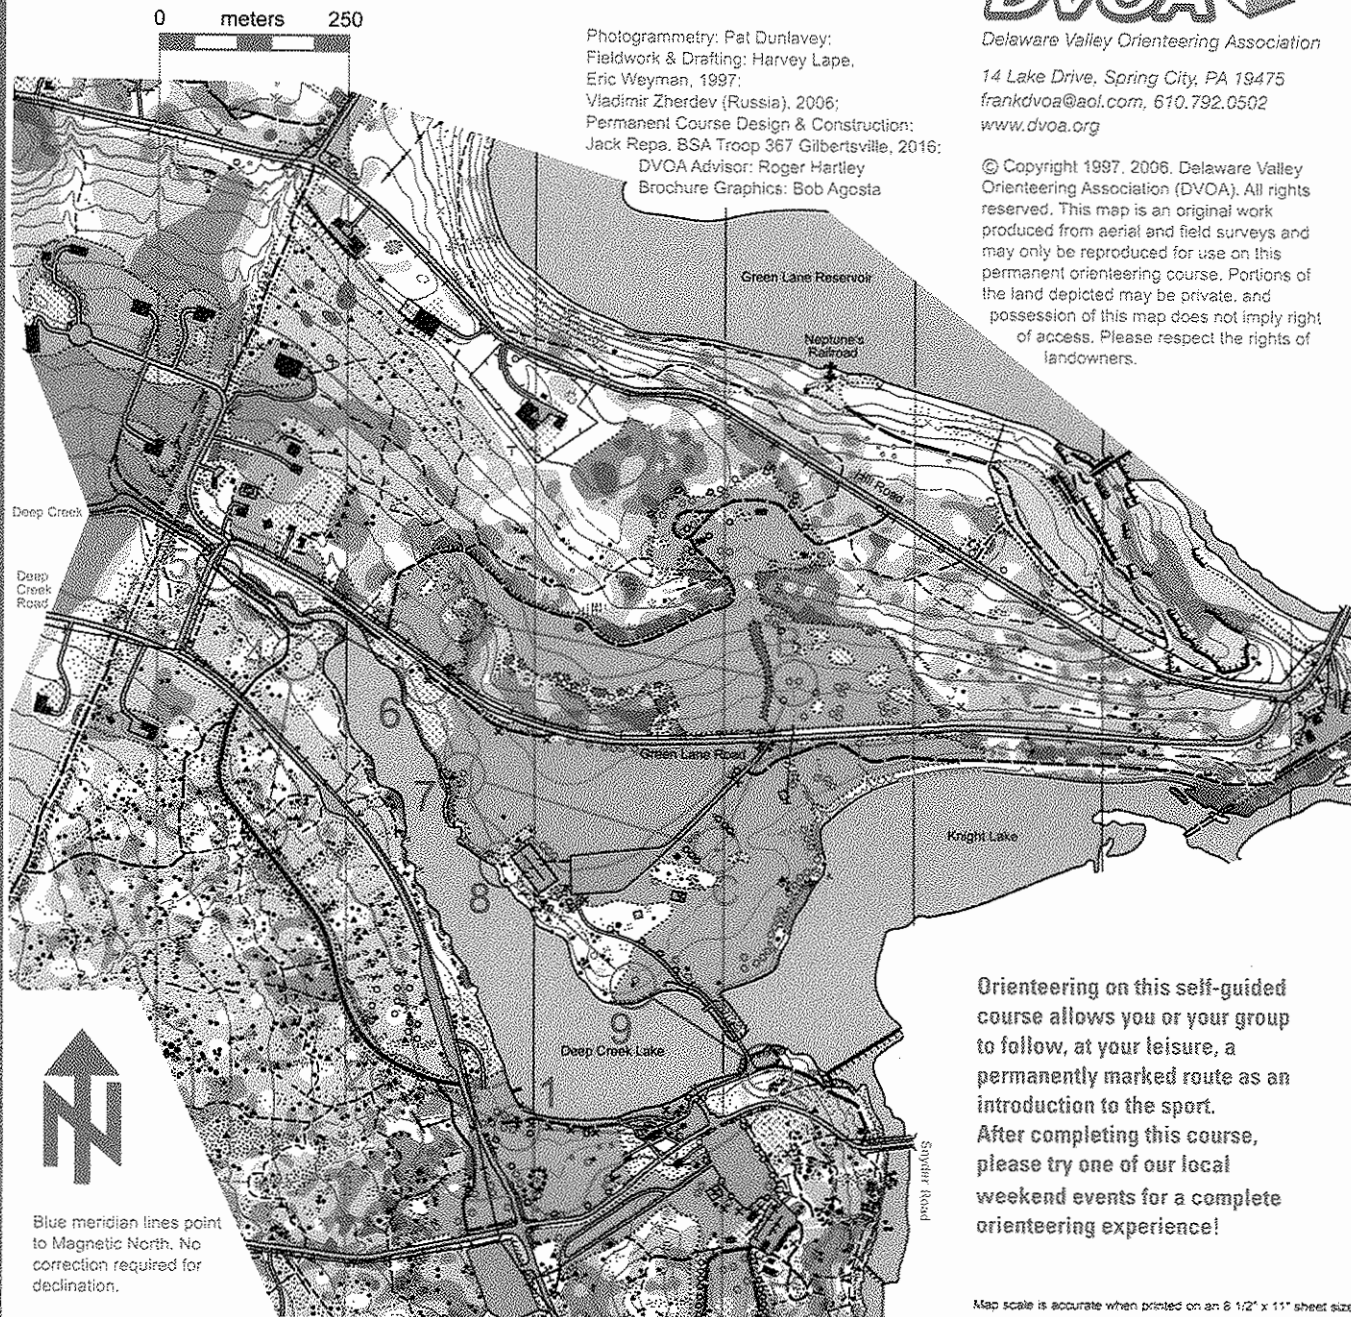 0 meters 250
Photogrammetry: Pat Dunlavey;
Fieldwork & Drafting: Harvey Lape,
Eric Weyman, 1997;
Vladimir Zherdev (Russia), 2006;
Permanent Course Design & Construction:
Jack Repa, BSA Troop 367 Gilbertsville, 2016;
DVOA Advisor: Roger Hartley
Brochure Graphics: Bob Agosta
DVOA
Delaware Valley Orienteering Association
14 Lake Drive, Spring City, PA 19475
frankdvoa@aol.com, 610.792.0502
www.dvoa.org
© Copyright 1997, 2006, Delaware Valley
Orienteering Association (DVOA). All rights
reserved. This map is an original work
produced from aerial and field surveys and
may only be reproduced for use on this
permanent orienteering course. Portions of
the land depicted may be private, and
possession of this map does not imply right
of access. Please respect the rights of
landowners.
Green Lane Reservoir
Neptune's
Railroad
Hill Road
Deep Creek
Deep
Creek
Road
5
4
6
Green Lane Road
7
Knight Lake
8
9
Deep Creek Lake
1
Snyder Road
N
Blue meridian lines point
to Magnetic North. No
correction required for
declination.
Orienteering on this self-guided
course allows you or your group
to follow, at your leisure, a
permanently marked route as an
introduction to the sport.
After completing this course,
please try one of our local
weekend events for a complete
orienteering experience!
Map scale is accurate when printed on an 8 1/2" x 11" sheet size